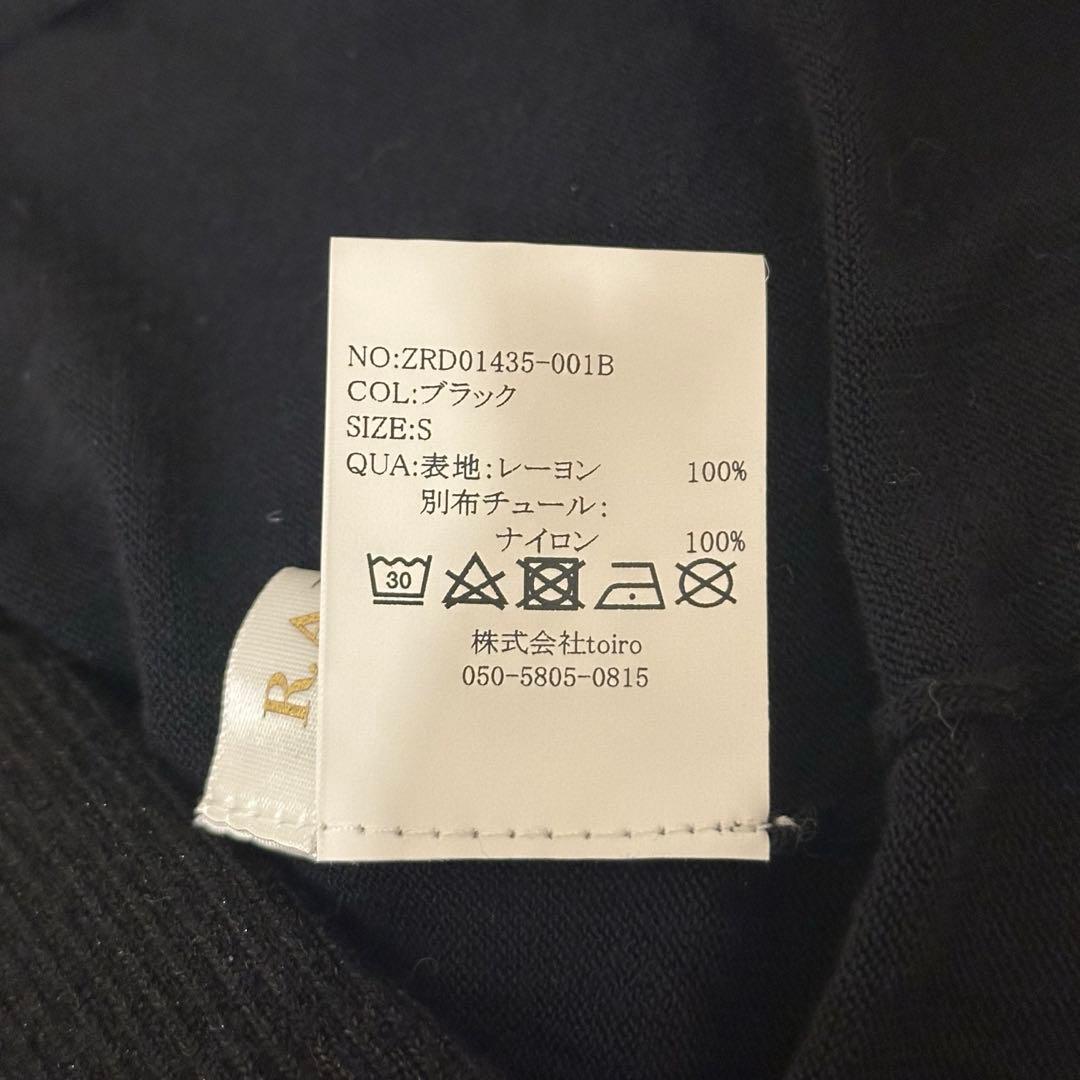 NO:ZRD01435-001B
COL:ブラック
SIZE:S
QUA:表地:レーヨン 100%
別布チュール:
ナイロン 100%
30
株式会社toiro
050-5805-0815
R.A